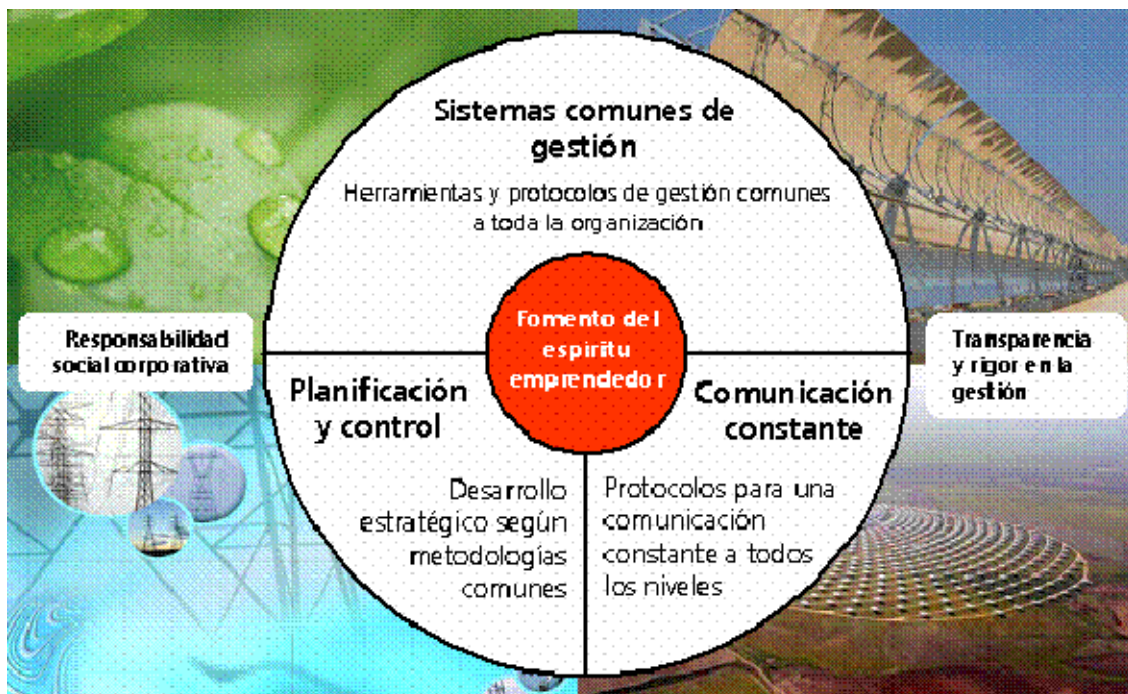 Sistemas comunes de
gestión
Herramientas y protocolos de gestión comunes
a toda la organización
Fomento del
espiritu
emprendedor
Responsabilidad
social corporativa
Transparencia
y rigor en la
gestión
Planificación
y control
Desarrollo
estratégico según
metodologías
comunes
Comunicación
constante
Protocolos para una
comunicación
constante a todos
los niveles